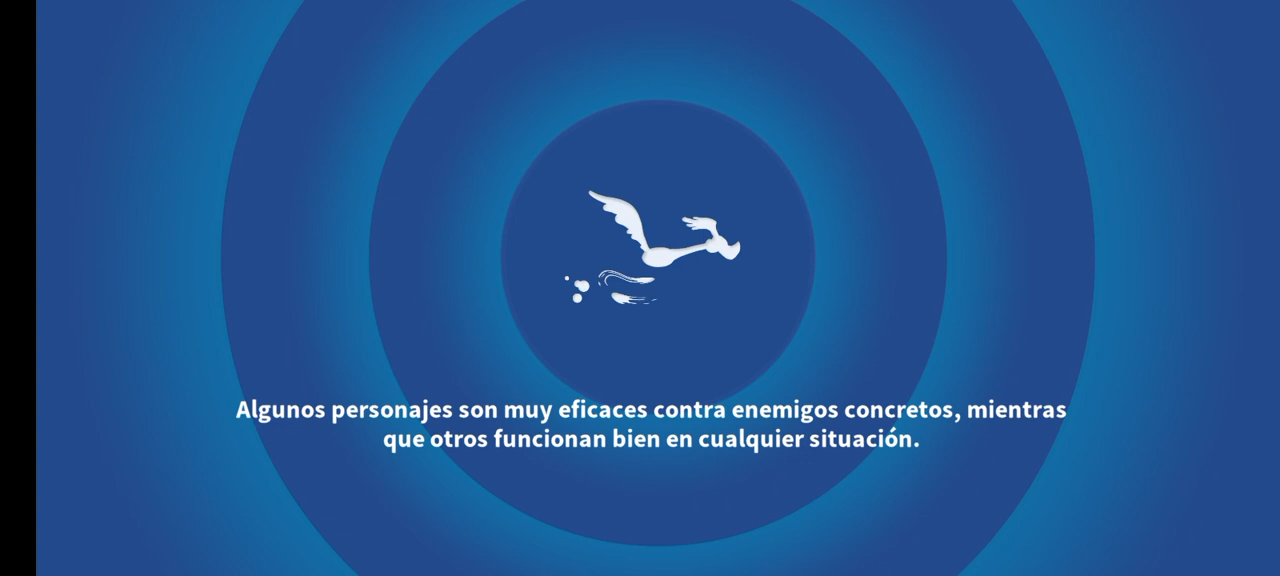 Algunos personajes son muy eficaces contra enemigos concretos, mientras
que otros funcionan bien en cualquier situación.